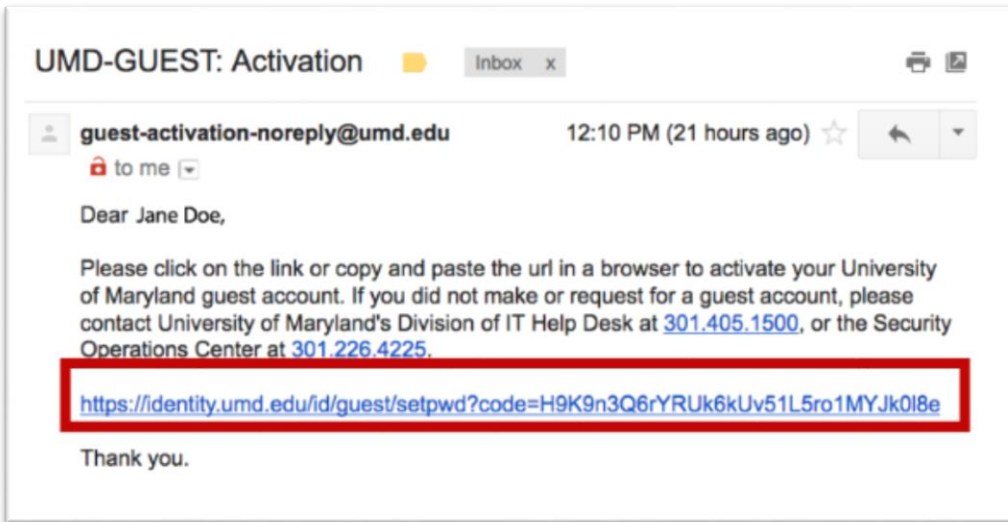 UMD-GUEST: Activation Inbox x
guest-activation-noreply@umd.edu 12:10 PM (21 hours ago)
to me
Dear Jane Doe,
Please click on the link or copy and paste the url in a browser to activate your University
of Maryland guest account. If you did not make or request for a guest account, please
contact University of Maryland's Division of IT Help Desk at 301.405.1500, or the Security
Operations Center at 301.226.4225.
https://identity.umd.edu/id/guest/setpwd?code=H9K9n3Q6rYRUk6kUv51L5ro1MYJk0l8e
Thank you.